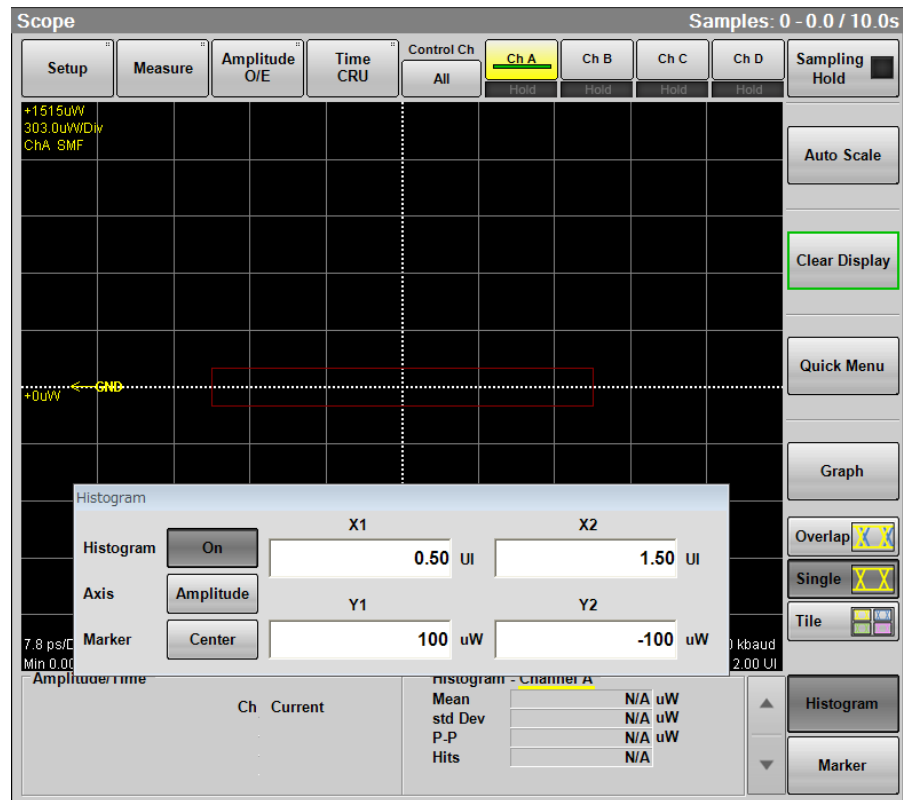 Scope Samples: 0 - 0.0 / 10.0s
Setup
Measure
Amplitude
O/E
Time
CRU
Control Ch
All
Ch A
Hold
Ch B
Hold
Ch C
Hold
Ch D
Hold
Sampling
Hold
+1515uW
303.0uW/Div
ChA SMF
Auto Scale
Clear Display
Quick Menu
GND
+0uW
Graph
Histogram
X1 X2
Histogram On 0.50 UI 1.50 UI
Axis Amplitude
Y1 Y2
Marker Center 100 uW -100 uW
Overlap
Single
Tile
7.8 ps/ kbaud
Min 0.00 2.00 UI
Amplitude/Time
Ch Current
Histogram - Channel A
Mean N/A uW
std Dev N/A uW
P-P N/A uW
Hits N/A
Histogram
Marker